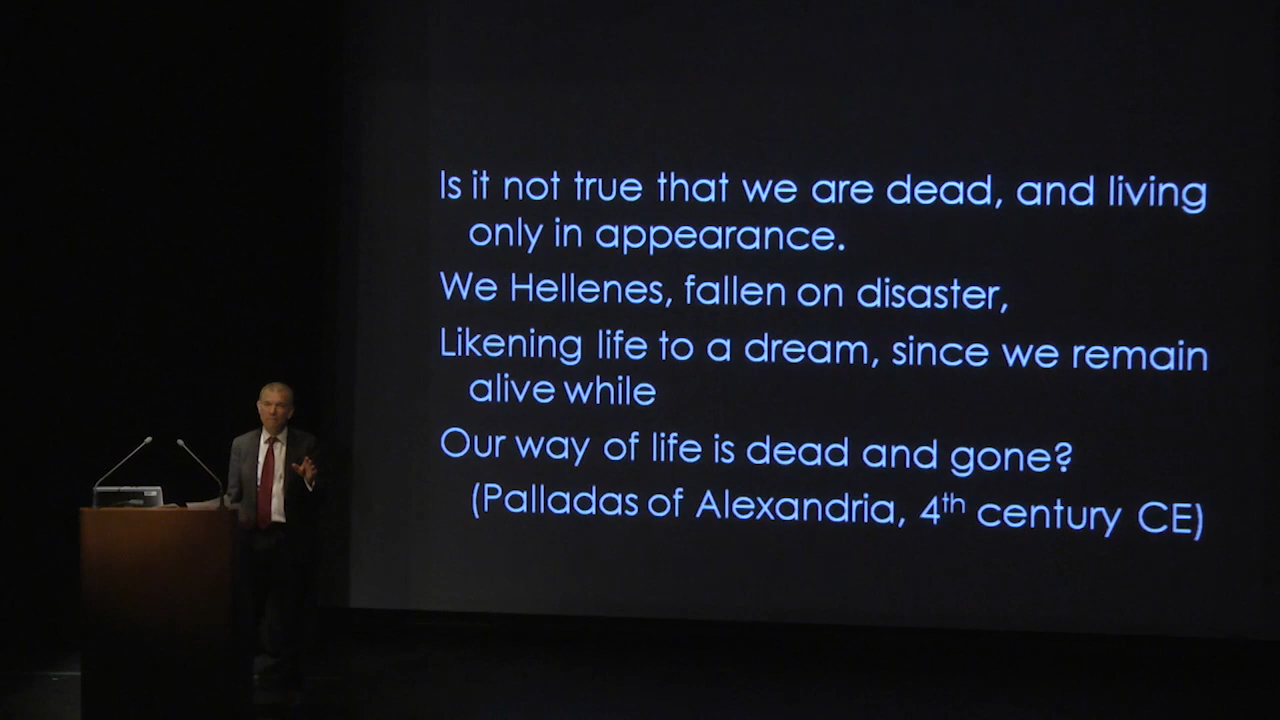 Is it not true that we are dead, and living
only in appearance.
We Hellenes, fallen on disaster,
Likening life to a dream, since we remain
alive while
Our way of life is dead and gone?
(Palladas of Alexandria, 4th century CE)